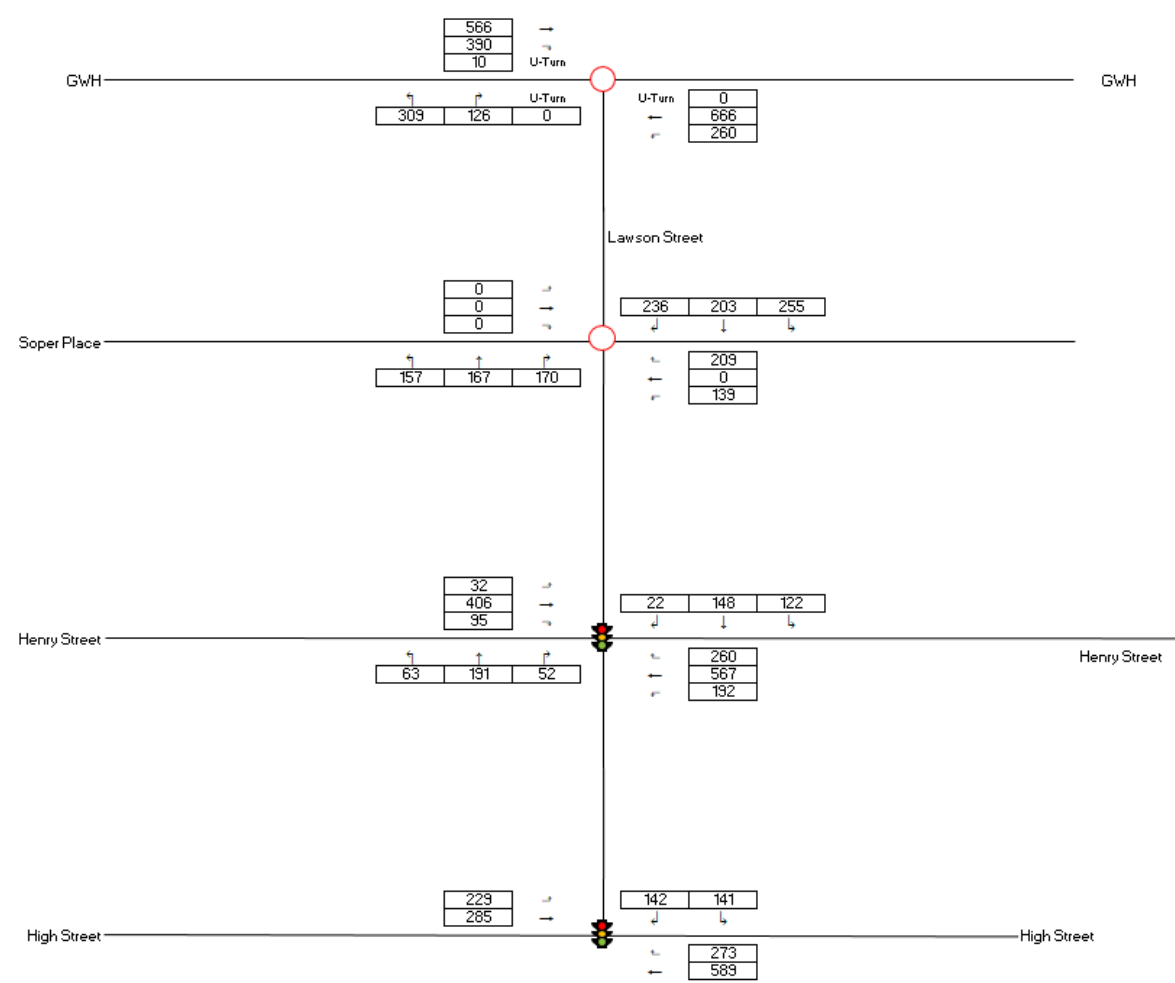 566
390
10 U-Turn
GWH
GWH
U-Turn
309 126 0
U-Turn 0
666
260
Lawson Street
0
0
0
236 203 255
Soper Place
157 167 170
209
0
139
32
406
95
22 148 122
Henry Street
Henry Street
63 191 52
260
567
192
229
285
142 141
High Street
High Street
273
589